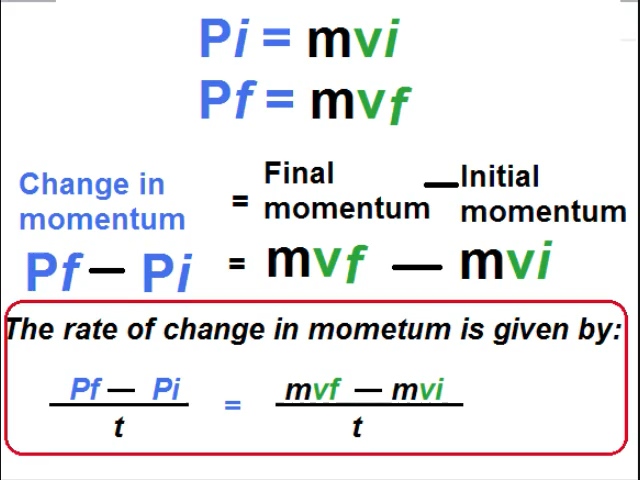 Pi = mvi
Pf = mvf
Change in momentum = Final momentum — Initial momentum
Pf — Pi = mvf — mvi
The rate of change in mometum is given by:
Pf — Pi = mvf — mvi
t t